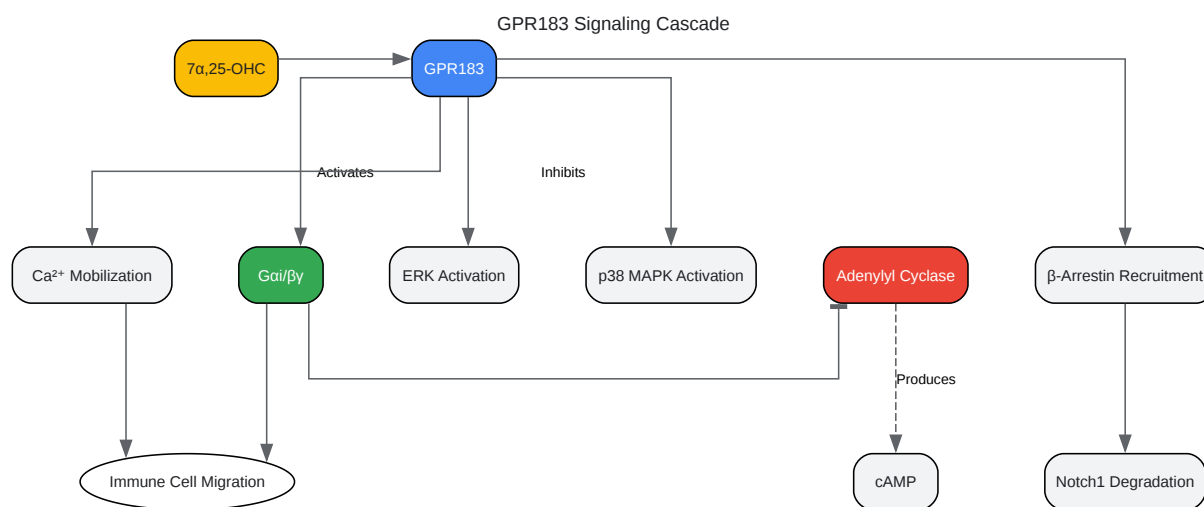 GPR183 Signaling Cascade
7α,25-OHC
GPR183
Activates
Inhibits
Ca²⁺ Mobilization
Gαi/βγ
ERK Activation
p38 MAPK Activation
Adenylyl Cyclase
β-Arrestin Recruitment
Produces
Immune Cell Migration
cAMP
Notch1 Degradation